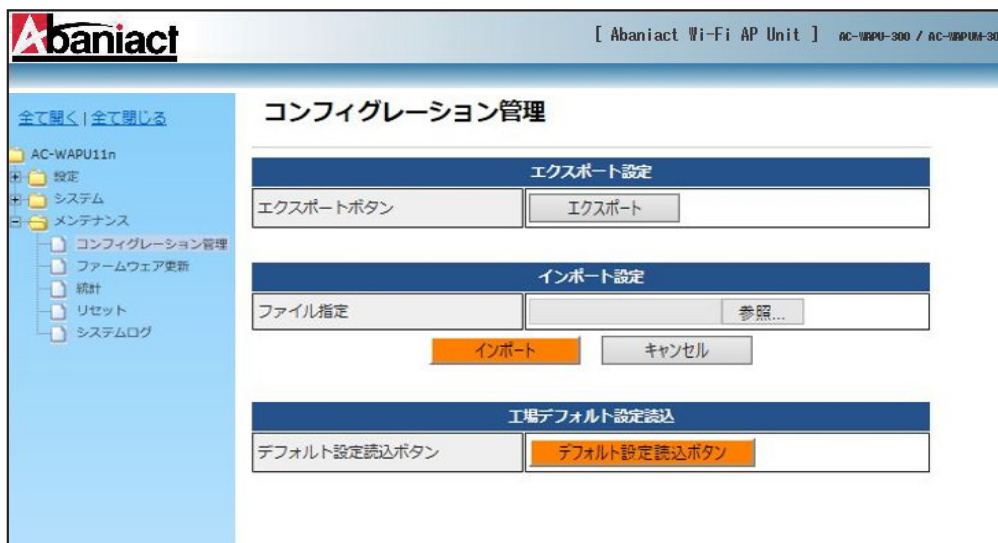 Abaniact
[ Abaniact Wi-Fi AP Unit ] AC-WAPU-300 / AC-WAPUM-30
全て開く | 全て閉じる
AC-WAPU11n
設定
システム
メンテナンス
コンフィグレーション管理
ファームウェア更新
統計
リセット
システムログ
コンフィグレーション管理
エクスポート設定
エクスポートボタン エクスポート
インポート設定
ファイル指定 参照...
インポート キャンセル
工場デフォルト設定読込
デフォルト設定読込ボタン デフォルト設定読込ボタン